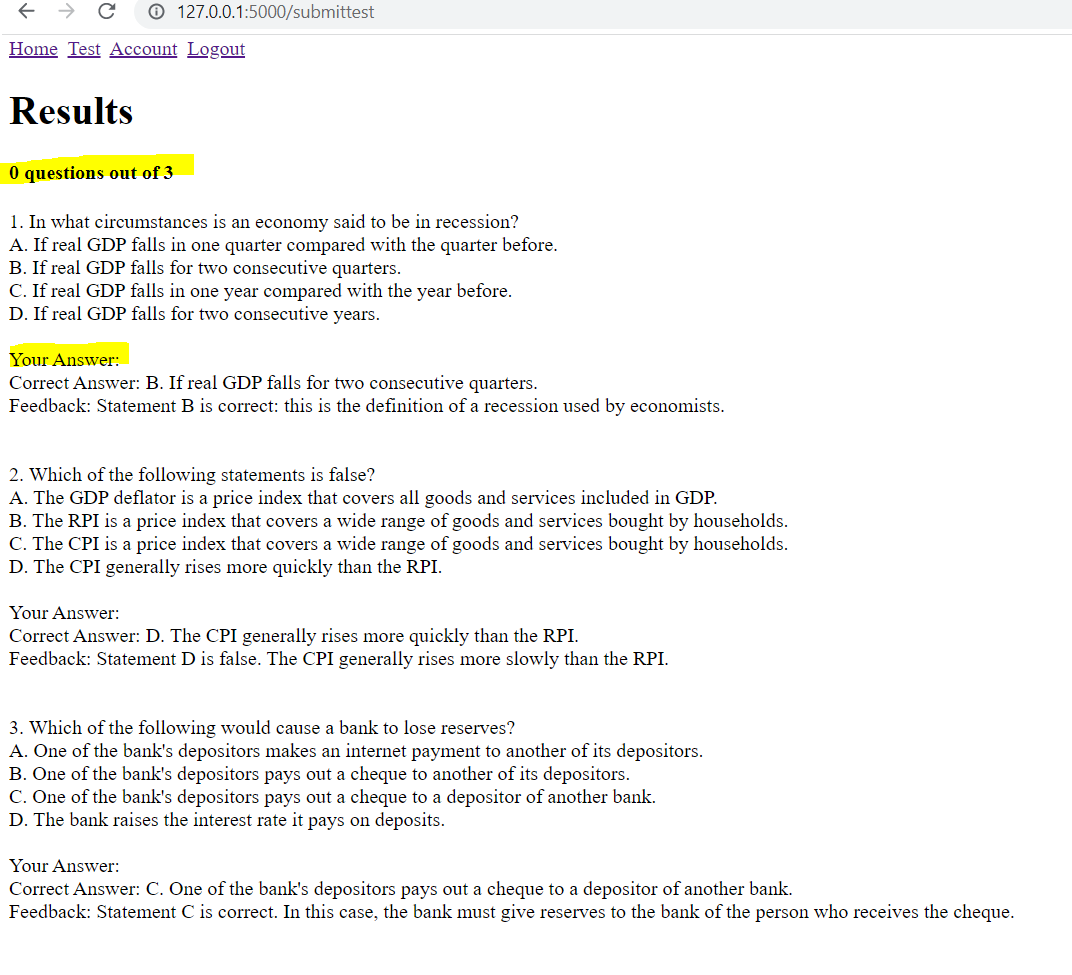 127.0.0.1:5000/submittest
Home Test Account Logout
Results
0 questions out of 3
1. In what circumstances is an economy said to be in recession?
A. If real GDP falls in one quarter compared with the quarter before.
B. If real GDP falls for two consecutive quarters.
C. If real GDP falls in one year compared with the year before.
D. If real GDP falls for two consecutive years.
Your Answer:
Correct Answer: B. If real GDP falls for two consecutive quarters.
Feedback: Statement B is correct: this is the definition of a recession used by economists.
2. Which of the following statements is false?
A. The GDP deflator is a price index that covers all goods and services included in GDP.
B. The RPI is a price index that covers a wide range of goods and services bought by households.
C. The CPI is a price index that covers a wide range of goods and services bought by households.
D. The CPI generally rises more quickly than the RPI.
Your Answer:
Correct Answer: D. The CPI generally rises more quickly than the RPI.
Feedback: Statement D is false. The CPI generally rises more slowly than the RPI.
3. Which of the following would cause a bank to lose reserves?
A. One of the bank's depositors makes an internet payment to another of its depositors.
B. One of the bank's depositors pays out a cheque to another of its depositors.
C. One of the bank's depositors pays out a cheque to a depositor of another bank.
D. The bank raises the interest rate it pays on deposits.
Your Answer:
Correct Answer: C. One of the bank's depositors pays out a cheque to a depositor of another bank.
Feedback: Statement C is correct. In this case, the bank must give reserves to the bank of the person who receives the cheque.